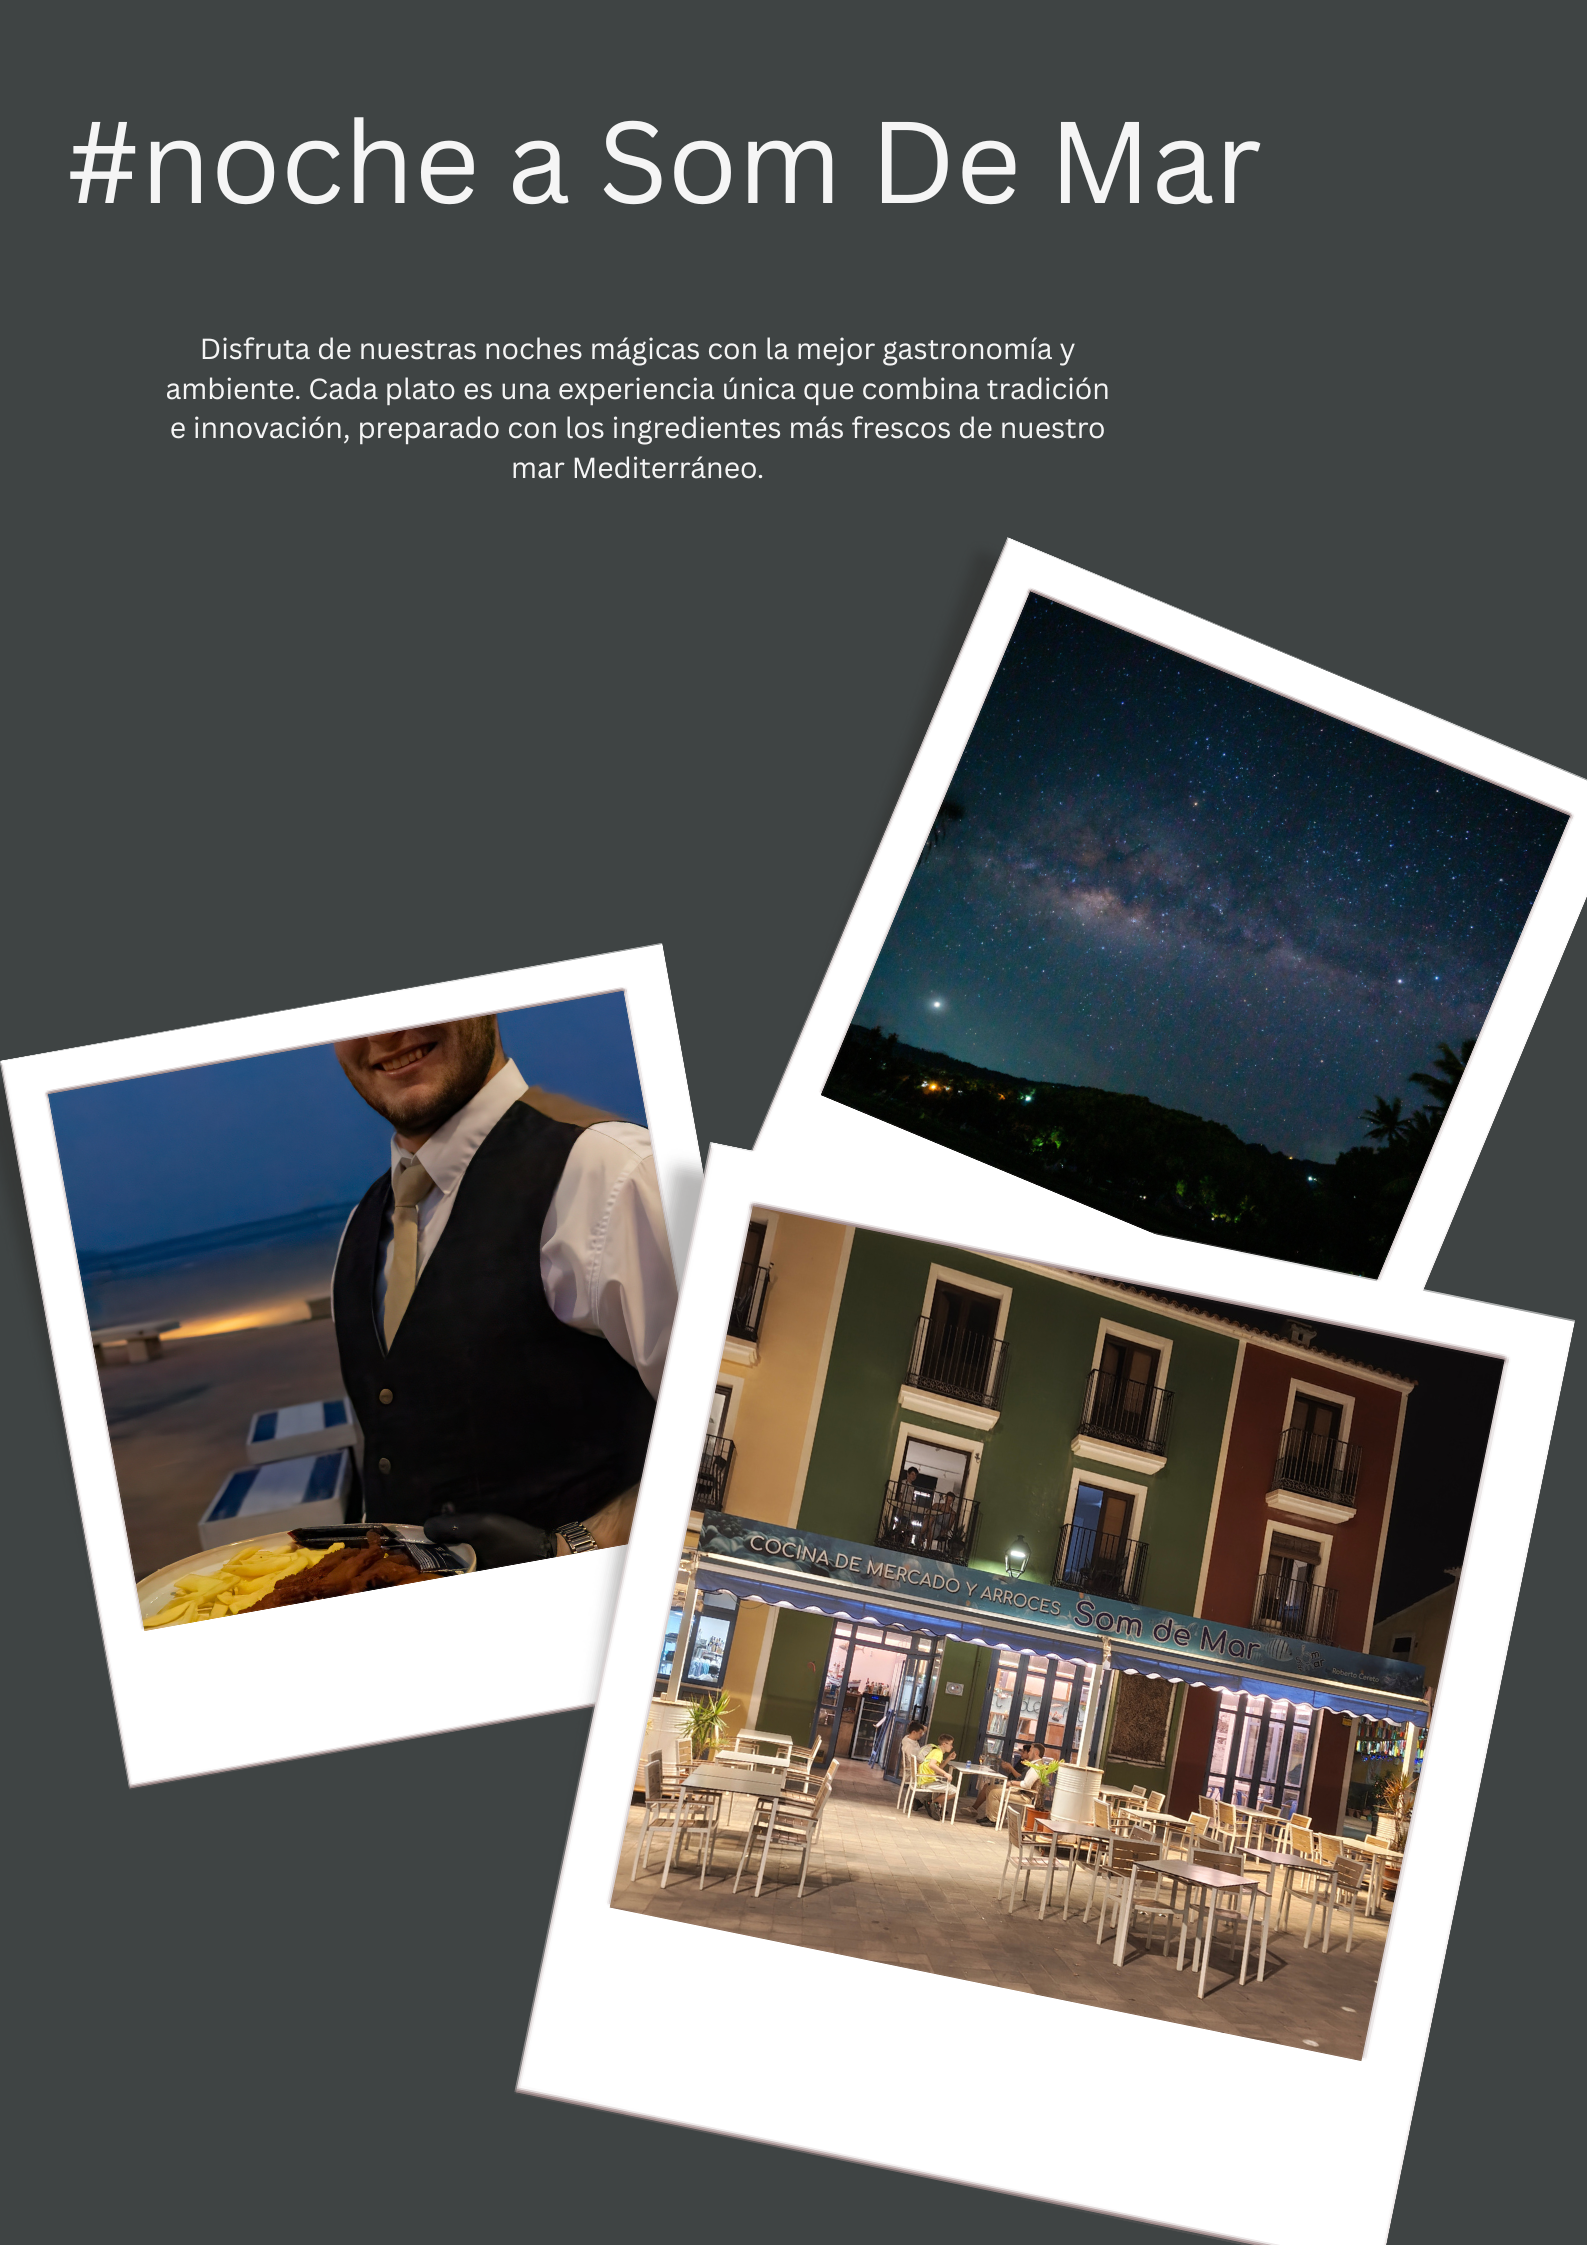 #noche a Som De Mar
Disfruta de nuestras noches mágicas con la mejor gastronomía y
ambiente. Cada plato es una experiencia única que combina tradición
e innovación, preparado con los ingredientes más frescos de nuestro
mar Mediterráneo.
COCINA DE MERCADO Y ARROCES Som de Mar